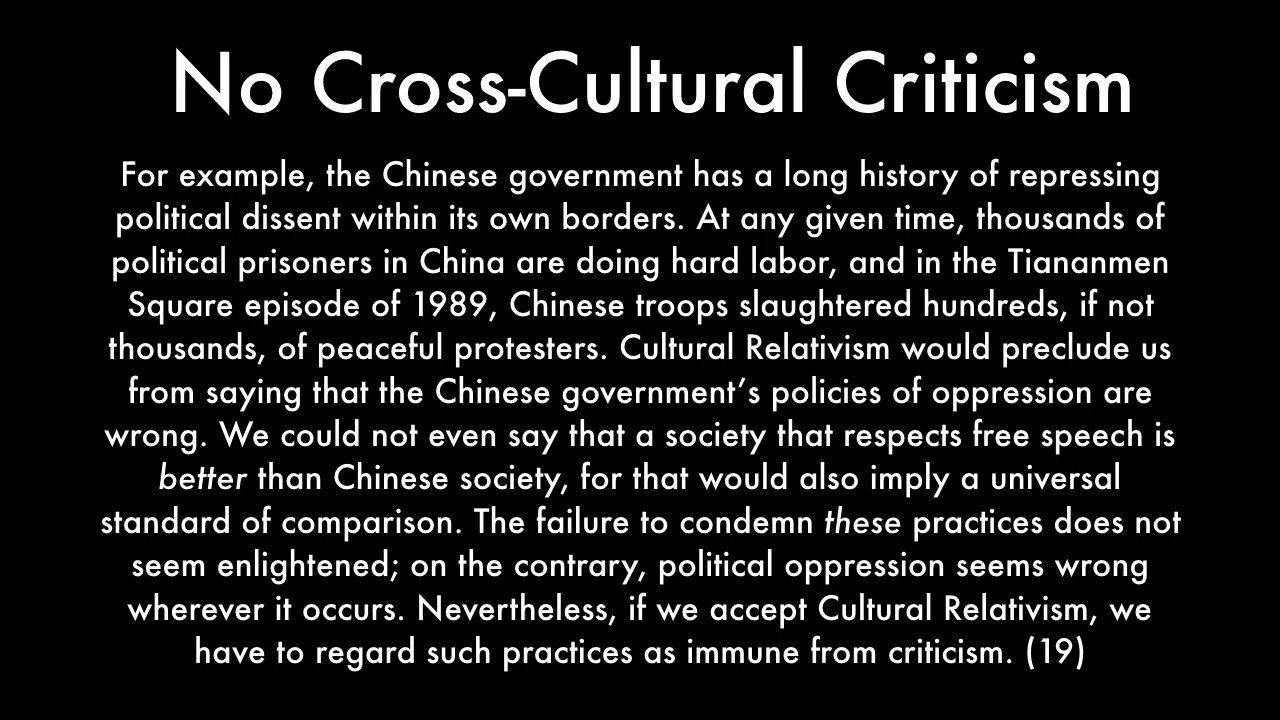 No Cross-Cultural Criticism
For example, the Chinese government has a long history of repressing
political dissent within its own borders. At any given time, thousands of
political prisoners in China are doing hard labor, and in the Tiananmen
Square episode of 1989, Chinese troops slaughtered hundreds, if not
thousands, of peaceful protesters. Cultural Relativism would preclude us
from saying that the Chinese government’s policies of oppression are
wrong. We could not even say that a society that respects free speech is
better than Chinese society, for that would also imply a universal
standard of comparison. The failure to condemn these practices does not
seem enlightened; on the contrary, political oppression seems wrong
wherever it occurs. Nevertheless, if we accept Cultural Relativism, we
have to regard such practices as immune from criticism. (19)